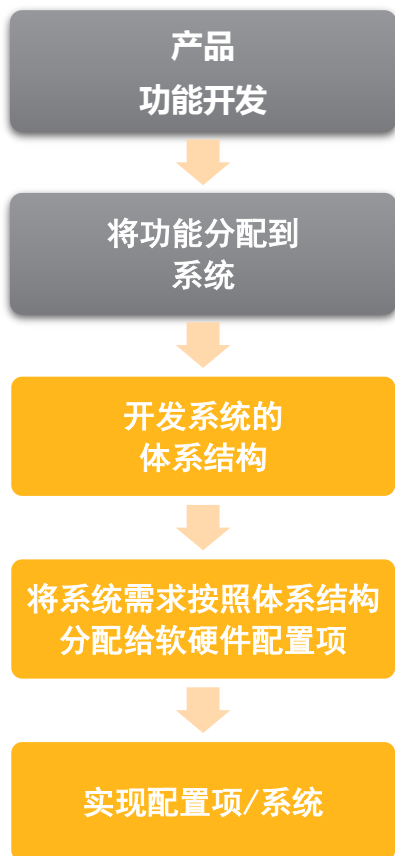 产品
功能开发
将功能分配到
系统
开发系统的
体系结构
将系统需求按照体系结构
分配给软硬件配置项
实现配置项/系统